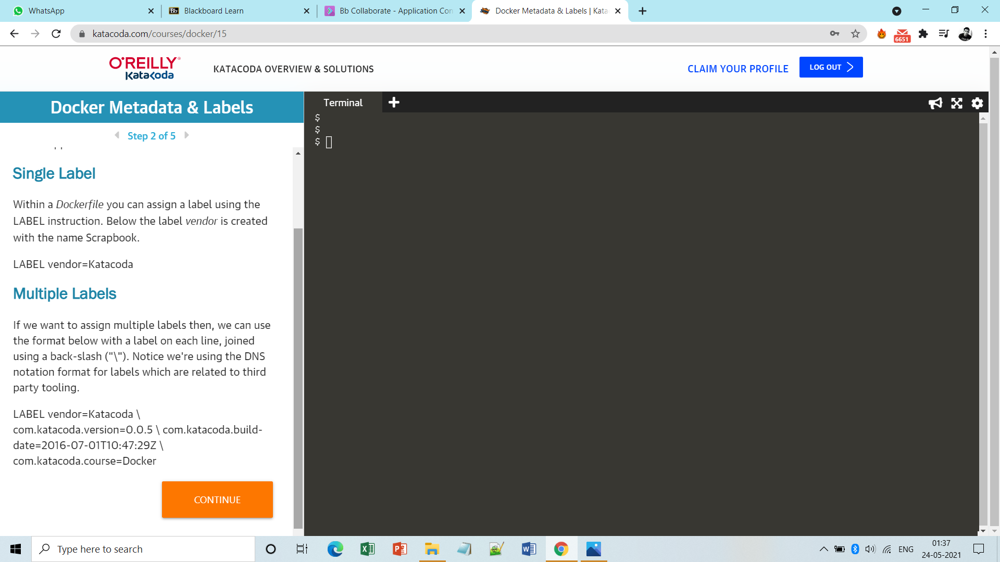 WhatsApp
Bb Blackboard Learn
Bb Collaborate - Application Con
Docker Metadata & Labels | Kata
katacoda.com/courses/docker/15
6651
O'REILLY®
Katacoda
KATACODA OVERVIEW & SOLUTIONS
CLAIM YOUR PROFILE
LOG OUT
Docker Metadata & Labels
Step 2 of 5
Terminal
$
$
$
Single Label
Within a Dockerfile you can assign a label using the
LABEL instruction. Below the label vendor is created
with the name Scrapbook.
LABEL vendor=Katacoda
Multiple Labels
If we want to assign multiple labels then, we can use
the format below with a label on each line, joined
using a back-slash ("\"). Notice we're using the DNS
notation format for labels which are related to third
party tooling.
LABEL vendor=Katacoda \
com.katacoda.version=0.0.5 \ com.katacoda.build-
date=2016-07-01T10:47:29Z \
com.katacoda.course=Docker
CONTINUE
Type here to search
ENG
01:37
24-05-2021